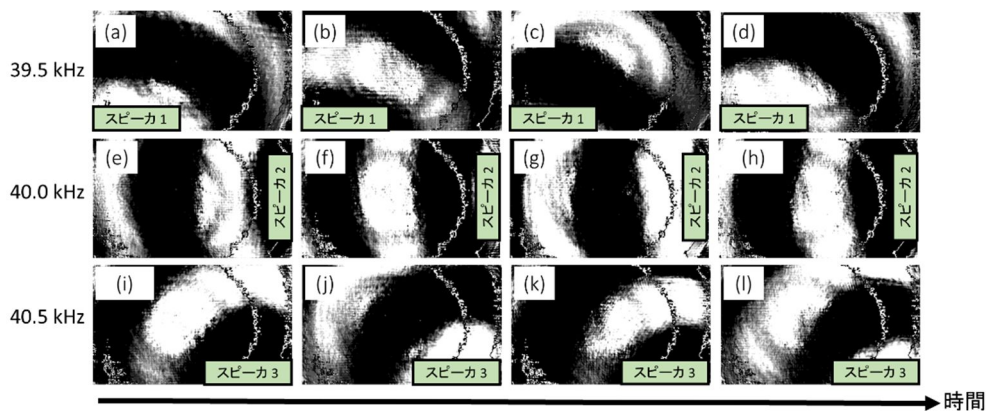 (a) (b) (c) (d)
39.5 kHz
スピーカ 1 スピーカ 1 スピーカ 1 スピーカ 1
(e) (f) (g) (h)
40.0 kHz
スピーカ 2 スピーカ 2 スピーカ 2 スピーカ 2
(i) (j) (k) (l)
40.5 kHz
スピーカ 3 スピーカ 3 スピーカ 3 スピーカ 3
時間